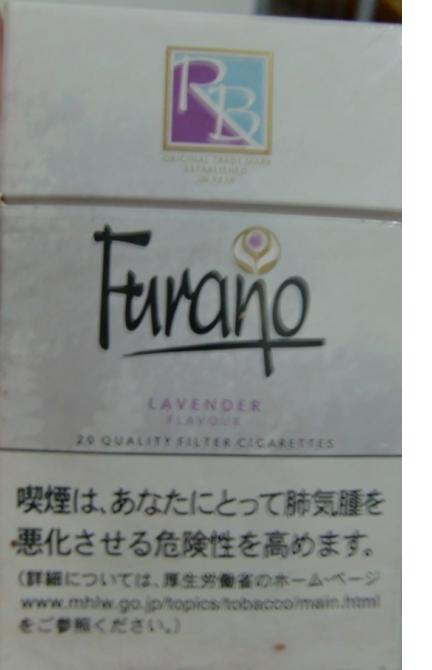 RB
ORIGINAL TRADE MARK
ESTABLISHED
Furano
LAVENDER
FLAVOUR
20 QUALITY FILTER CIGARETTES
喫煙は、あなたにとって肺気腫を
悪化させる危険性を高めます。
(詳細については、厚生労働省のホーム・ページ
www.mhlw.go.jp/topics/tobacco/main.html
をご参照ください。)